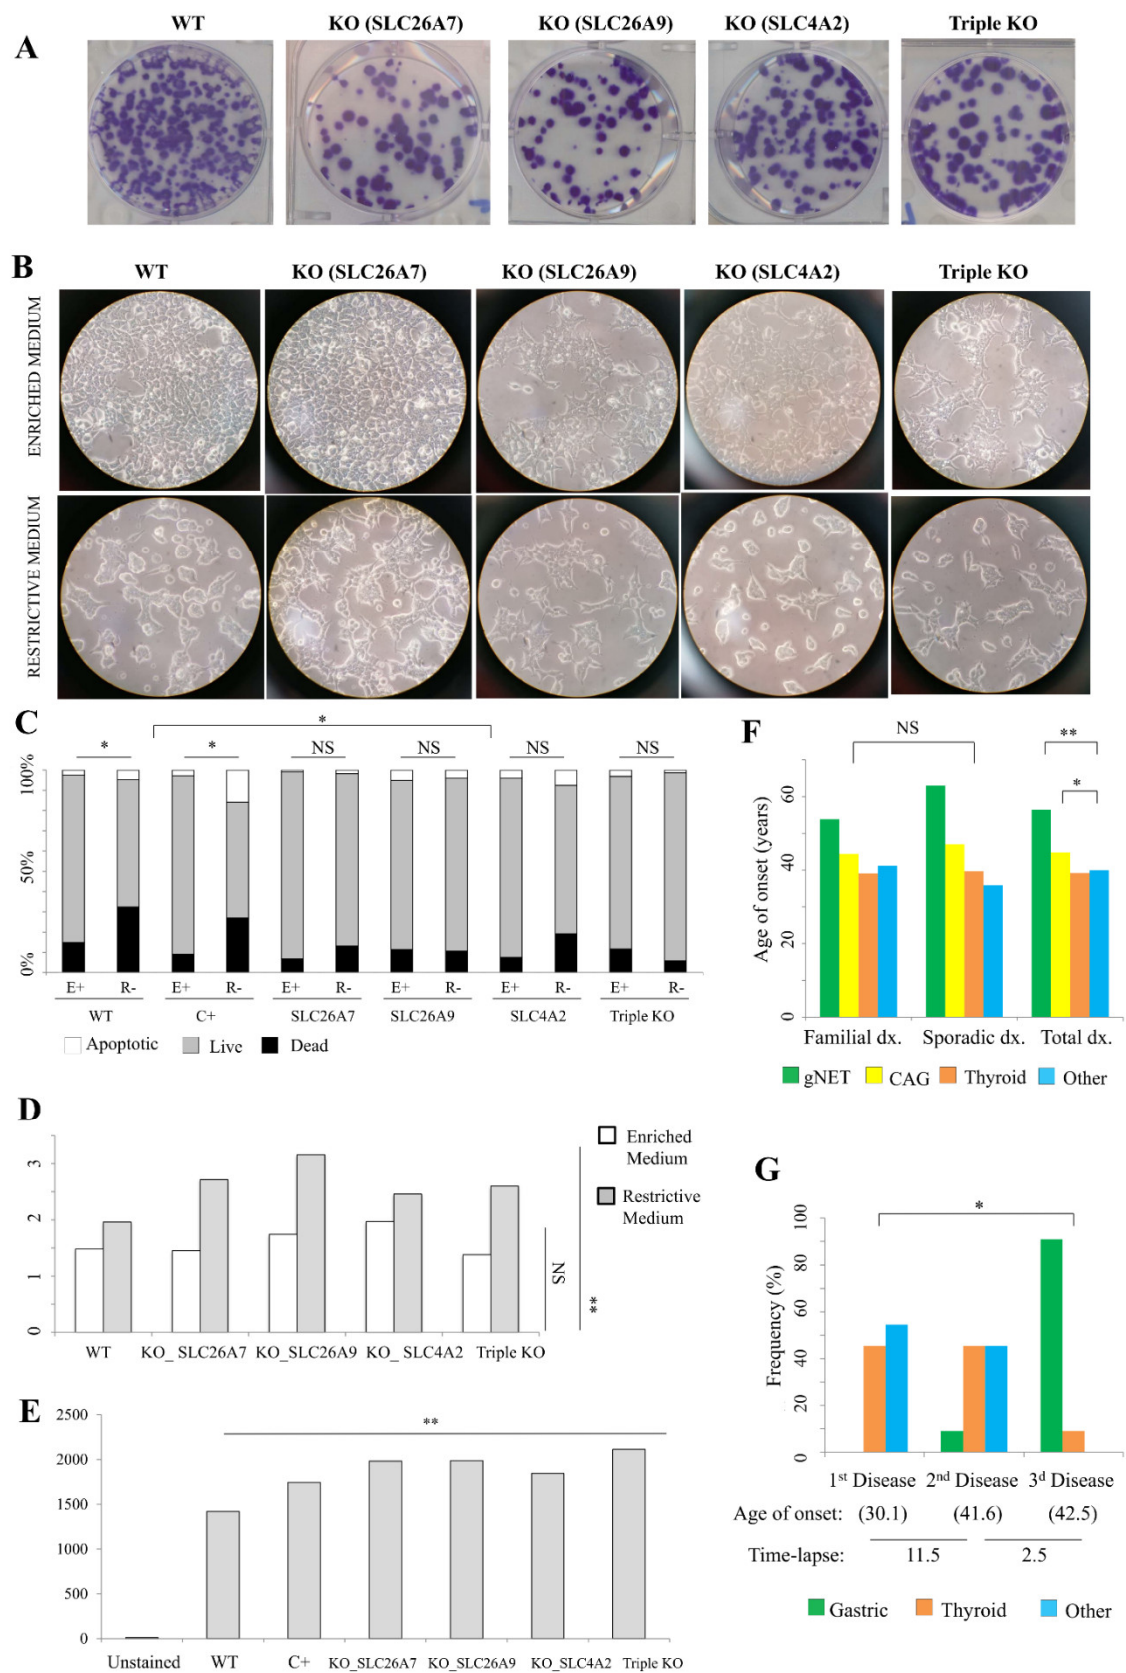 A
WT
KO (SLC26A7)
KO (SLC26A9)
KO (SLC4A2)
Triple KO
B
WT
KO (SLC26A7)
KO (SLC26A9)
KO (SLC4A2)
Triple KO
ENRICHED MEDIUM
RESTRICTIVE MEDIUM
C
*
* * NS NS NS NS
100%
50%
0%
E+ R- E+ R- E+ R- E+ R- E+ R- E+ R-
WT C+ SLC26A7 SLC26A9 SLC4A2 Triple KO
Apoptotic Live Dead
D
3
2
1
0
Enriched
Medium
Restrictive
Medium
NS
**
WT KO_ SLC26A7 KO_SLC26A9 KO_ SLC4A2 Triple KO
E
2500
2000
1500
1000
500
0
**
Unstained WT C+ KO_SLC26A7 KO_SLC26A9 KO_SLC4A2 Triple KO
F
NS
**
*
Age of onset (years)
60
40
20
0
Familial dx. Sporadic dx. Total dx.
gNET CAG Thyroid Other
G
*
Frequency (%)
100
80
60
40
20
0
1st Disease 2nd Disease 3d Disease
Age of onset: (30.1) (41.6) (42.5)
Time-lapse: 11.5 2.5
Gastric Thyroid Other